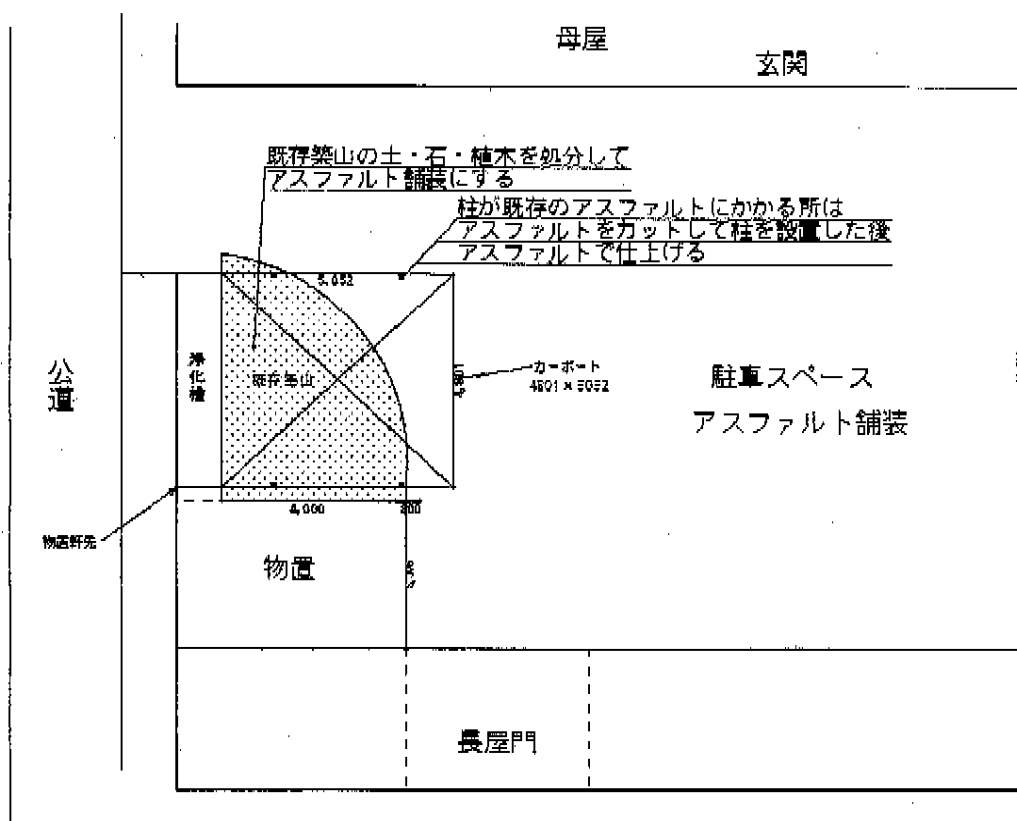 母屋
玄関
既存築山の土・石・植木を処分して
アスファルト舗装にする
柱が既存のアスファルトにかかる所は
アスファルトをカットして柱を設置した後
アスファルトで仕上げる
5,052
公道
浄化槽
既存築山
カーポート
駐車スペース
アスファルト舗装
4,000
300
物置軒先
物置
長屋門